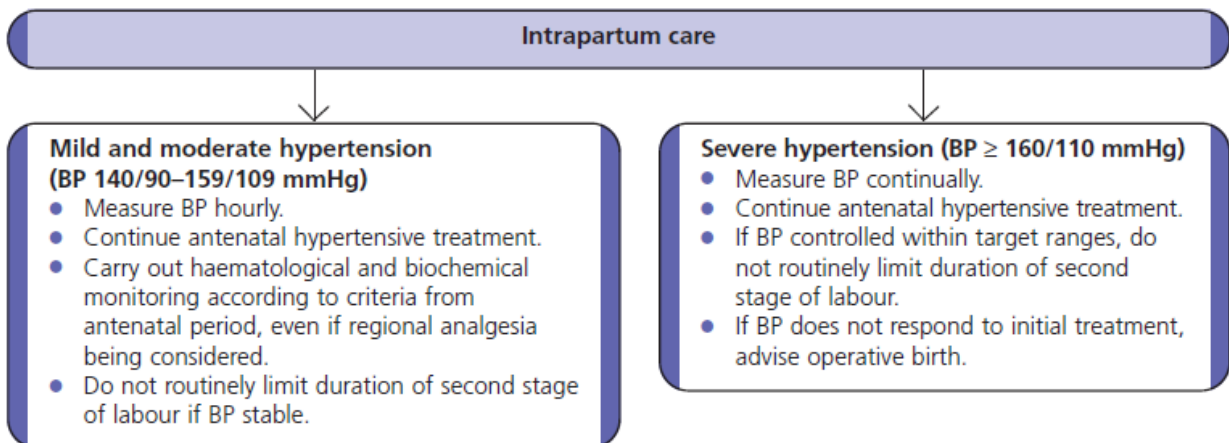 Intrapartum care
Mild and moderate hypertension
(BP 140/90–159/109 mmHg)
● Measure BP hourly.
● Continue antenatal hypertensive treatment.
● Carry out haematological and biochemical
monitoring according to criteria from
antenatal period, even if regional analgesia
being considered.
● Do not routinely limit duration of second stage
of labour if BP stable.
Severe hypertension (BP ≥ 160/110 mmHg)
● Measure BP continually.
● Continue antenatal hypertensive treatment.
● If BP controlled within target ranges, do
not routinely limit duration of second
stage of labour.
● If BP does not respond to initial treatment,
advise operative birth.